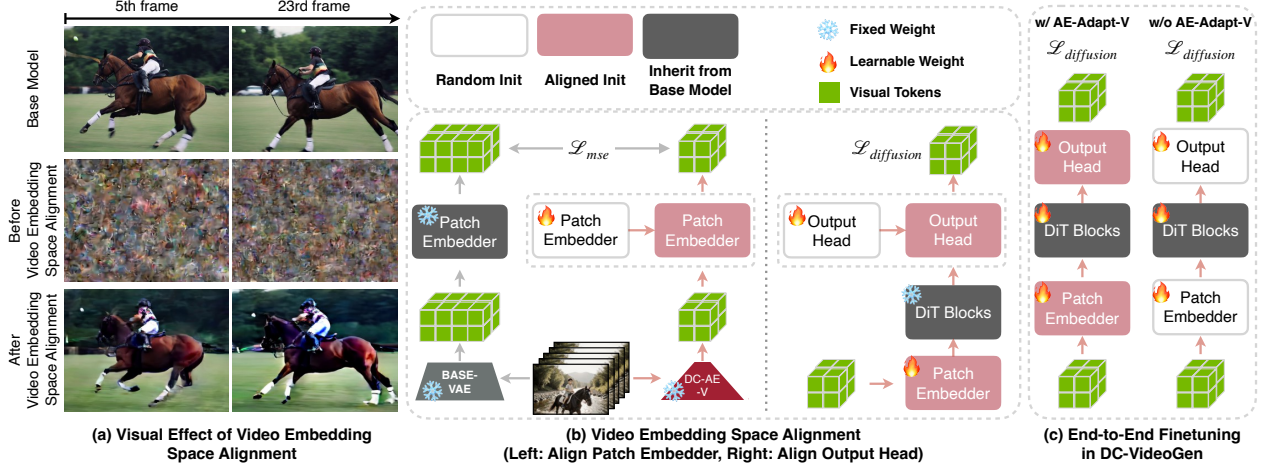 5th frame
23rd frame
Base Model
Before
Video Embedding
Space Alignment
After
Video Embedding
Space Alignment
(a) Visual Effect of Video Embedding
Space Alignment
Random Init
Aligned Init
Inherit from
Base Model
Fixed Weight
Learnable Weight
Visual Tokens
ℒmse
Patch
Embedder
Patch
Embedder
Patch
Embedder
BASE-
VAE
DC-AE
-V
ℒdiffusion
Output
Head
Output
Head
DiT Blocks
Patch
Embedder
(b) Video Embedding Space Alignment
(Left: Align Patch Embedder, Right: Align Output Head)
w/ AE-Adapt-V
w/o AE-Adapt-V
ℒdiffusion
ℒdiffusion
Output
Head
Output
Head
DiT Blocks
DiT Blocks
Patch
Embedder
Patch
Embedder
(c) End-to-End Finetuning
in DC-VideoGen